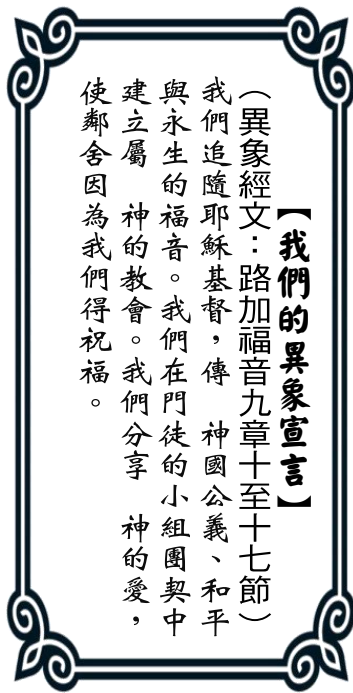 【我們的異象宣言】
（異象經文：路加福音九章十至十七節）
我們追隨耶穌基督，傳　神國公義、和平
與永生的福音。我們在門徒的小組團契中
建立屬　神的教會。我們分享　神的愛，
使鄰舍因為我們得祝福。